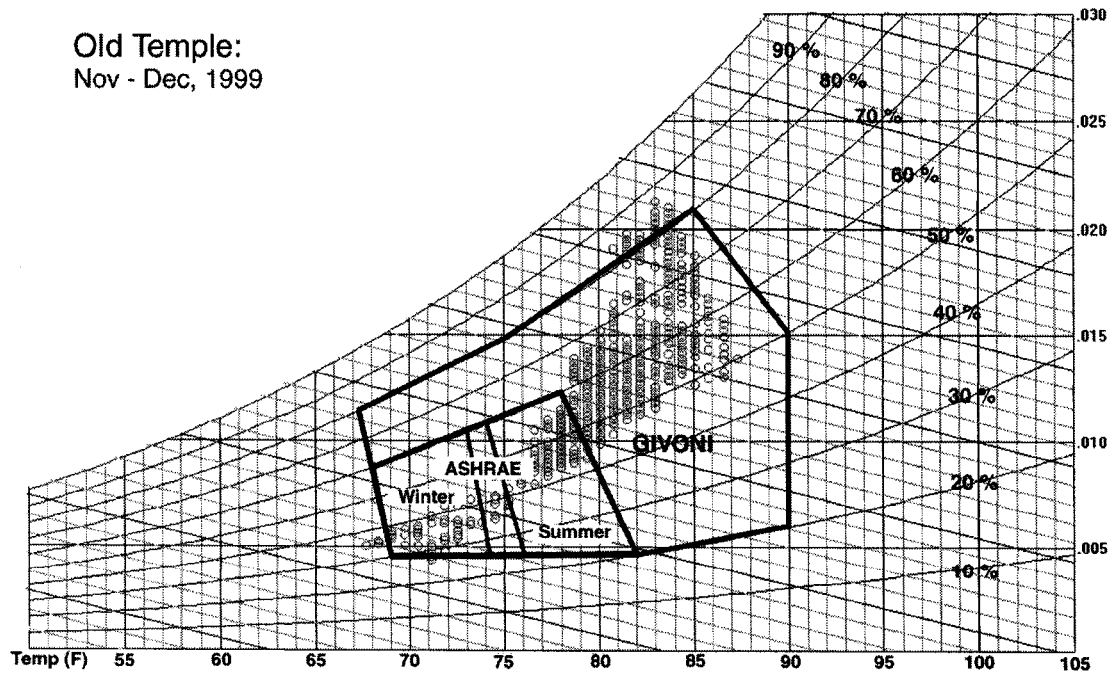 Old Temple:
Nov - Dec, 1999
.030
90 %
80 %
70 %
.025
60 %
50 %
.020
40 %
.015
30 %
GIVONI
.010
ASHRAE
Winter
20 %
Summer
.005
10 %
Temp (F) 55 60 65 70 75 80 85 90 95 100 105